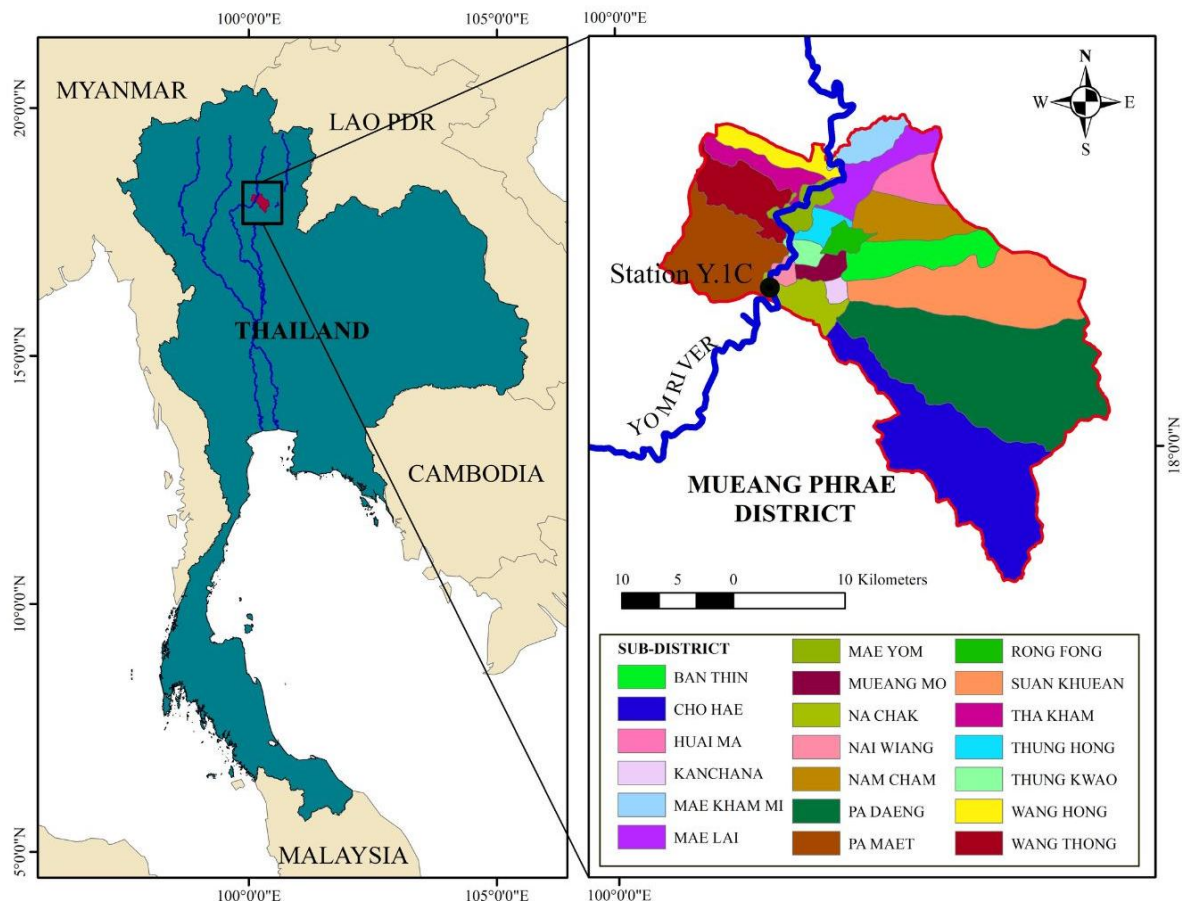 100°0'0"E
105°0'0"E
20°0'0"N
15°0'0"N
10°0'0"N
5°0'0"N
MYANMAR
LAO PDR
THAILAND
CAMBODIA
MALAYSIA
100°0'0"E
105°0'0"E
100°0'0"E
N
W
E
S
Station Y.1C
YOM RIVER
18°0'0"N
MUEANG PHRAE
DISTRICT
10 5 0 10 Kilometers
SUB-DISTRICT
BAN THIN
CHO HAE
HUAI MA
KANCHANA
MAE KHAM MI
MAE LAI
MAE YOM
MUEANG MO
NA CHAK
NAI WIANG
NAM CHAM
PA DAENG
PA MAET
RONG FONG
SUAN KHUEAN
THA KHAM
THUNG HONG
THUNG KWAO
WANG HONG
WANG THONG
100°0'0"E